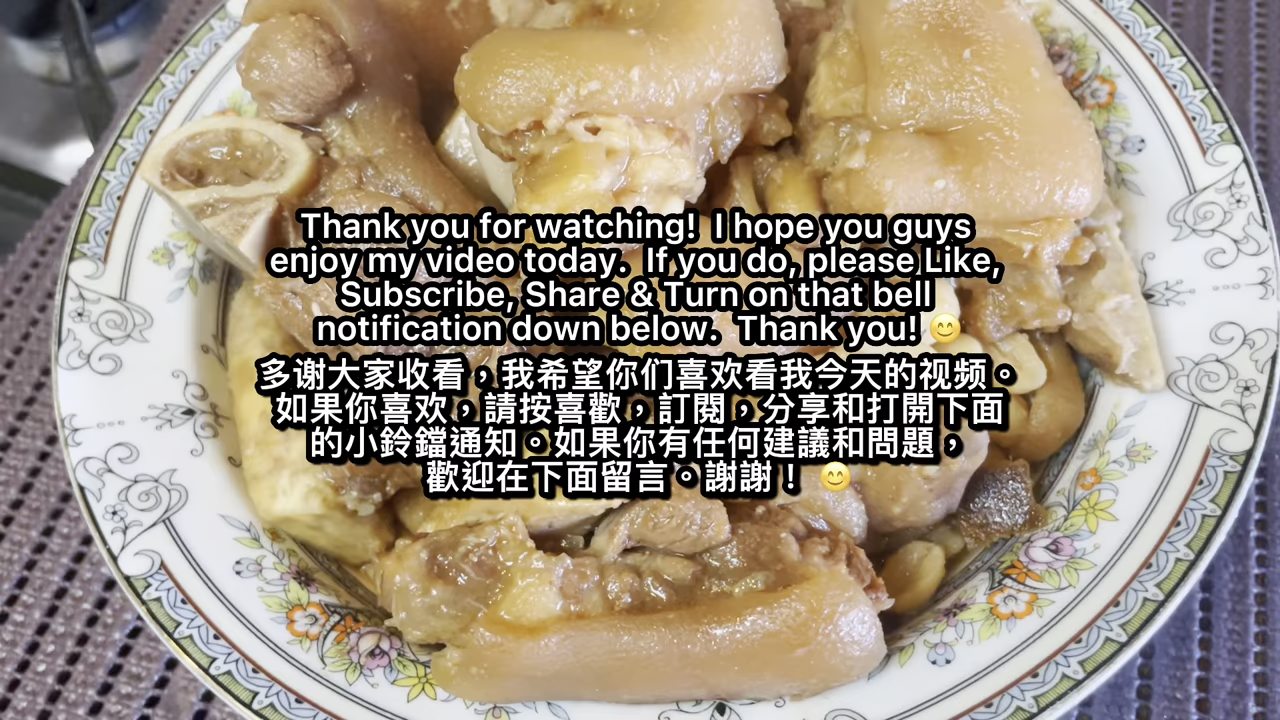 Thank you for watching!  I hope you guys
enjoy my video today.  If you do, please Like,
Subscribe, Share & Turn on that bell
notification down below.  Thank you! 😊
多谢大家收看，我希望你们喜欢看我今天的视频。
如果你喜欢，請按喜歡，訂閱，分享和打開下面
的小鈴鐺通知。如果你有任何建議和問題，
歡迎在下面留言。謝謝！ 😊